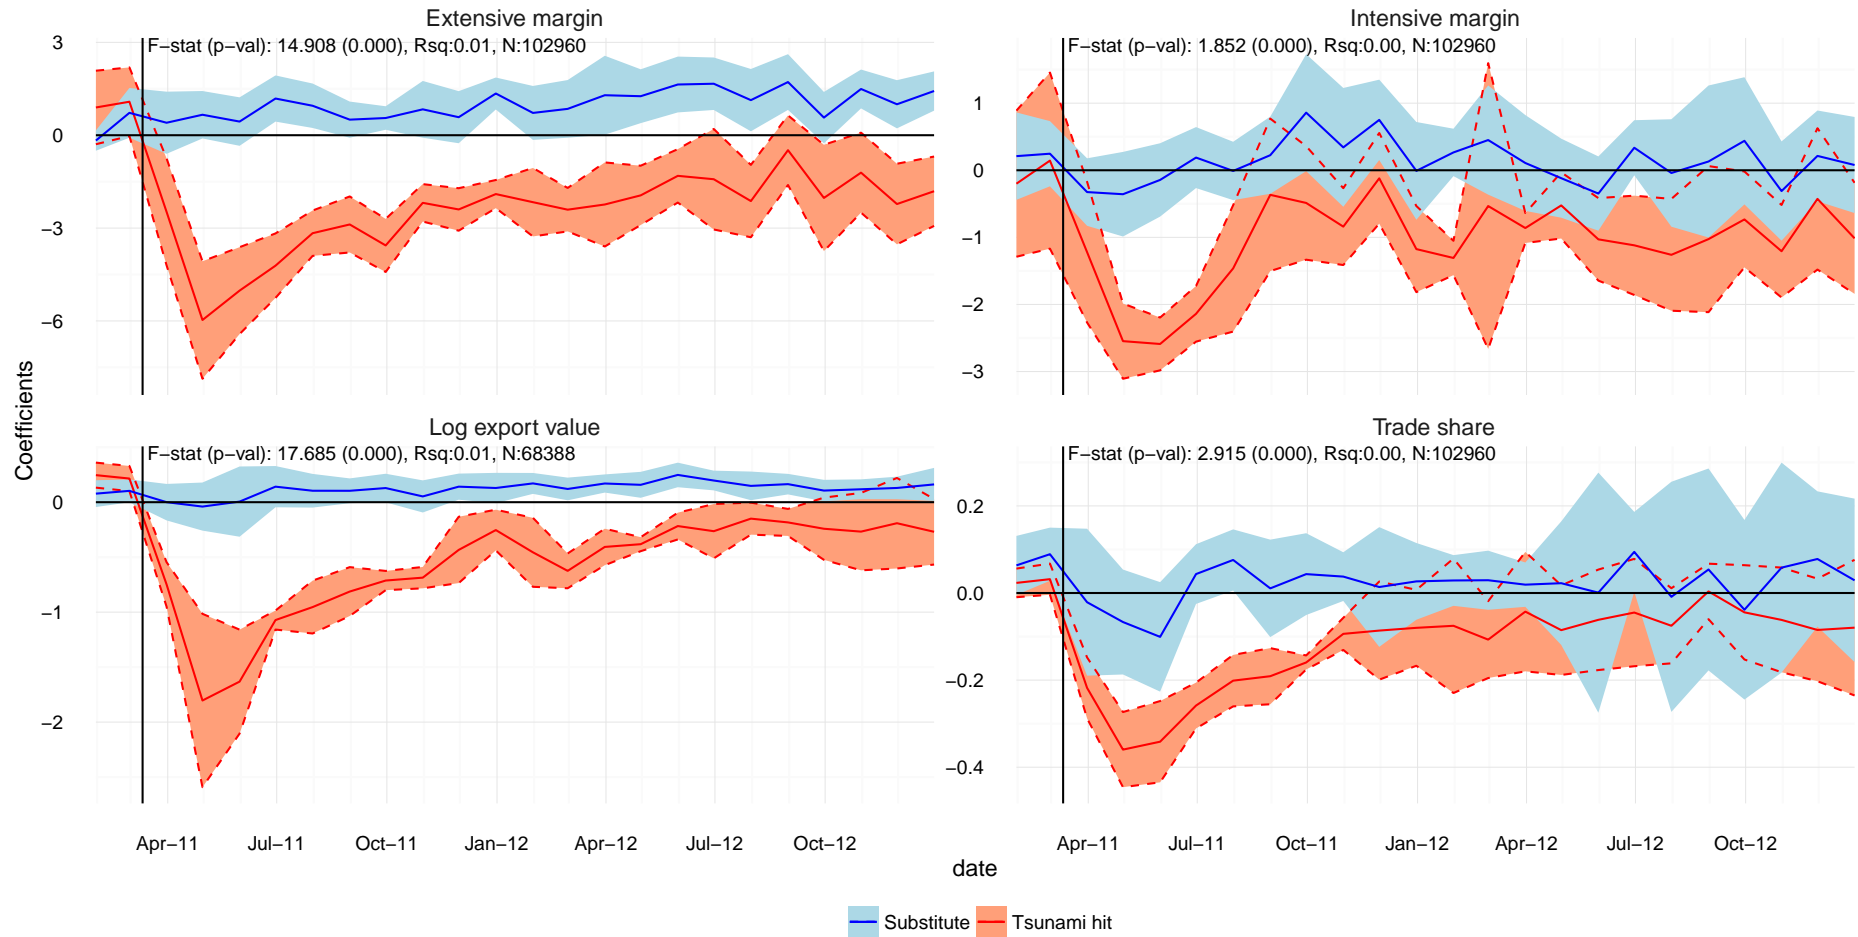 Extensive margin
F−stat (p−val): 14.908 (0.000), Rsq:0.01, N:102960
3
0
−3
−6
Intensive margin
F−stat (p−val): 1.852 (0.000), Rsq:0.00, N:102960
1
0
−1
−2
−3
Coefficients
Log export value
F−stat (p−val): 17.685 (0.000), Rsq:0.01, N:68388
0
−1
−2
Trade share
F−stat (p−val): 2.915 (0.000), Rsq:0.00, N:102960
0.2
0.0
−0.2
−0.4
Apr−11 Jul−11 Oct−11 Jan−12 Apr−12 Jul−12 Oct−12
Apr−11 Jul−11 Oct−11 Jan−12 Apr−12 Jul−12 Oct−12
date
Substitute Tsunami hit